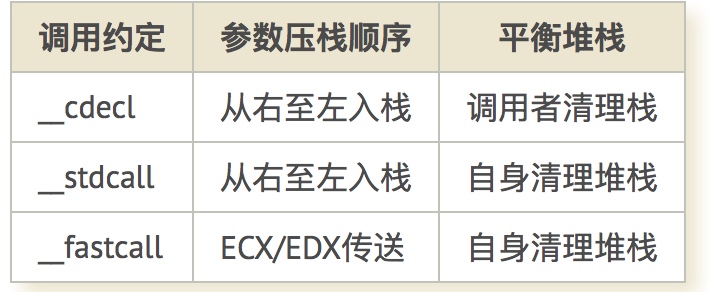 调用约定 参数压栈顺序 平衡堆栈
__cdecl 从右至左入栈 调用者清理栈
__stdcall 从右至左入栈 自身清理堆栈
__fastcall ECX/EDX传送 自身清理堆栈